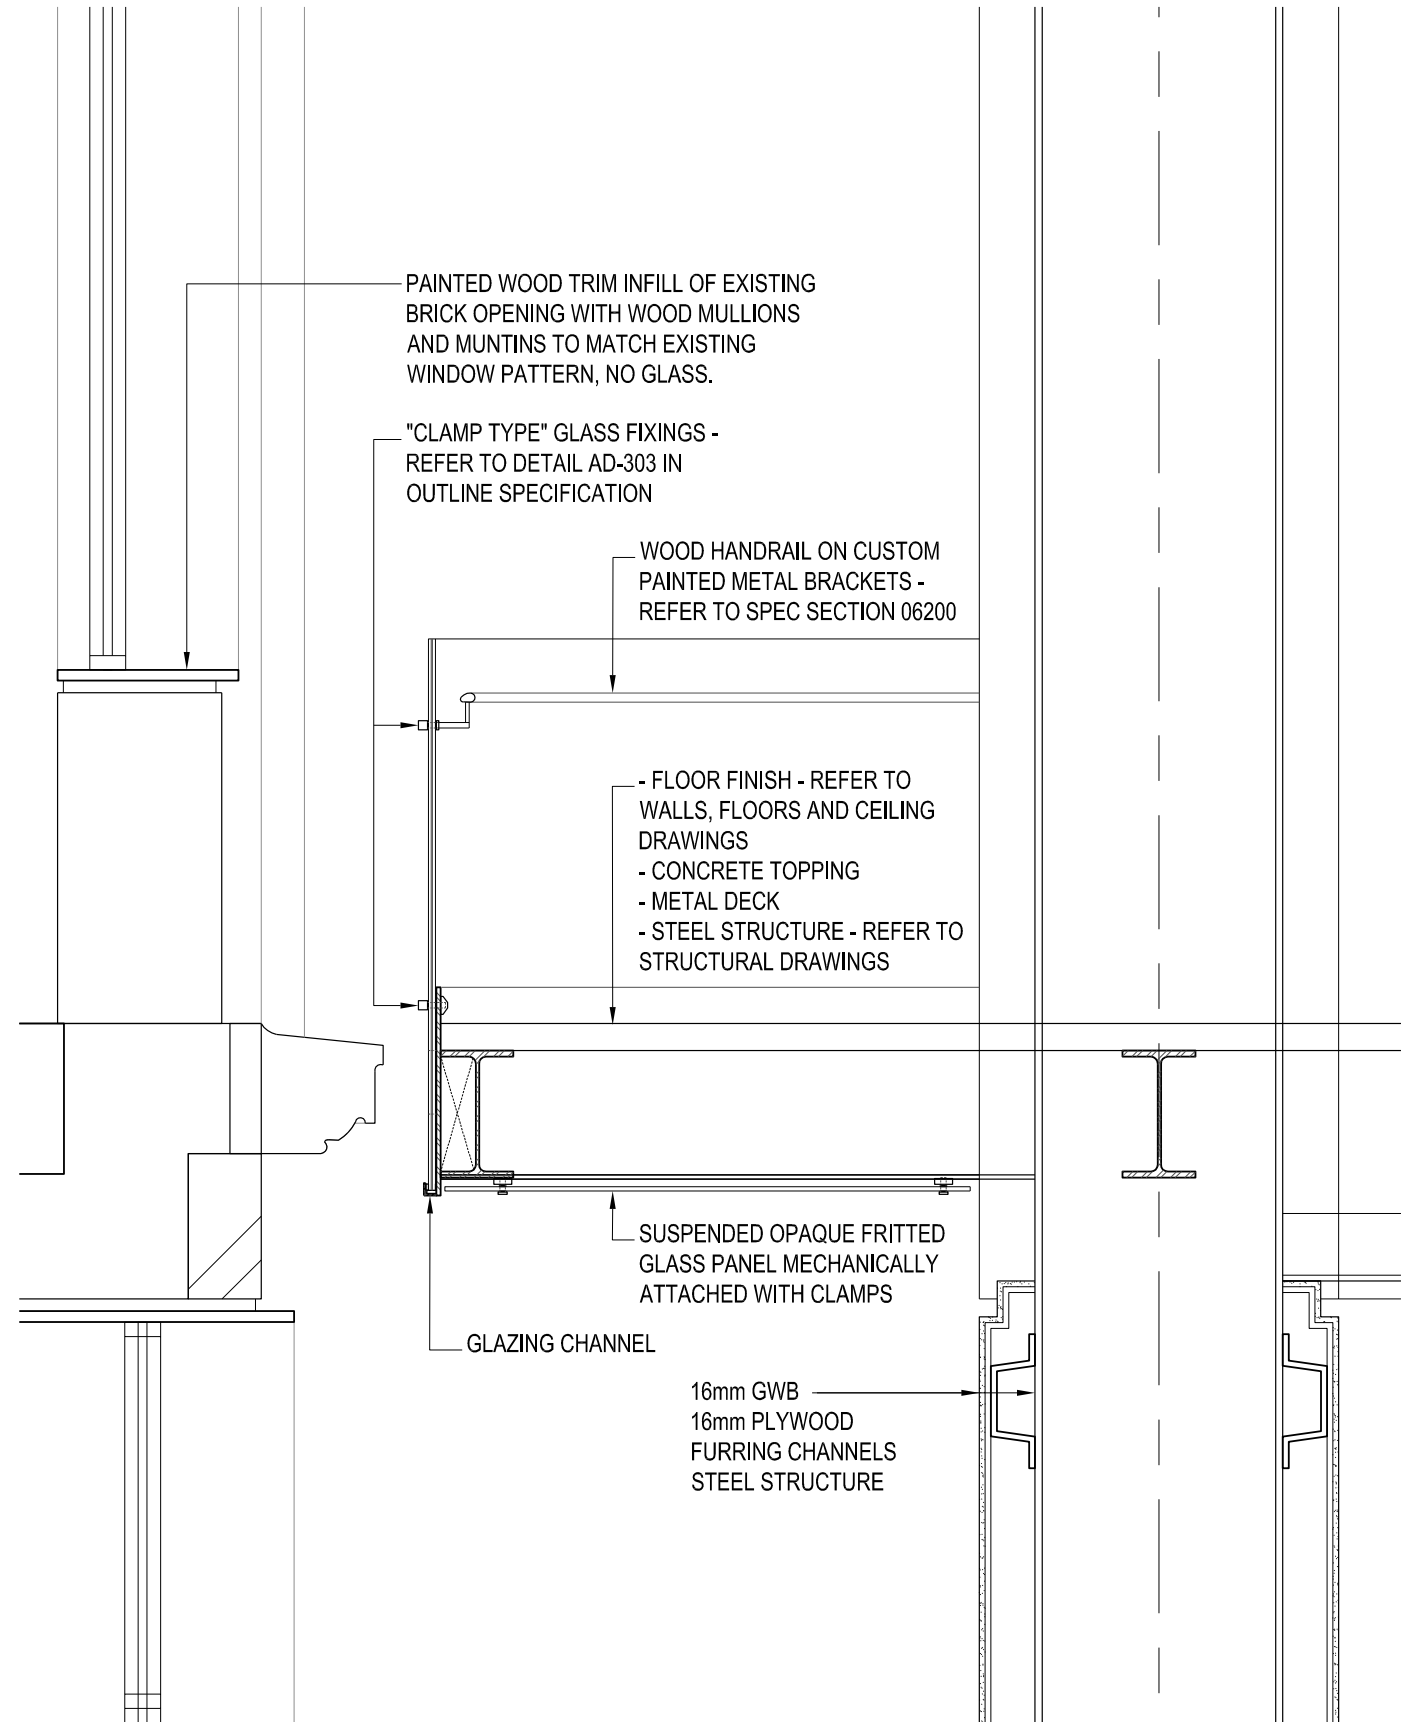 PAINTED WOOD TRIM INFILL OF EXISTING
BRICK OPENING WITH WOOD MULLIONS
AND MUNTINS TO MATCH EXISTING
WINDOW PATTERN, NO GLASS.
"CLAMP TYPE" GLASS FIXINGS -
REFER TO DETAIL AD-303 IN
OUTLINE SPECIFICATION
WOOD HANDRAIL ON CUSTOM
PAINTED METAL BRACKETS -
REFER TO SPEC SECTION 06200
- FLOOR FINISH - REFER TO
WALLS, FLOORS AND CEILING
DRAWINGS
- CONCRETE TOPPING
- METAL DECK
- STEEL STRUCTURE - REFER TO
STRUCTURAL DRAWINGS
SUSPENDED OPAQUE FRITTED
GLASS PANEL MECHANICALLY
ATTACHED WITH CLAMPS
GLAZING CHANNEL
16mm GWB
16mm PLYWOOD
FURRING CHANNELS
STEEL STRUCTURE